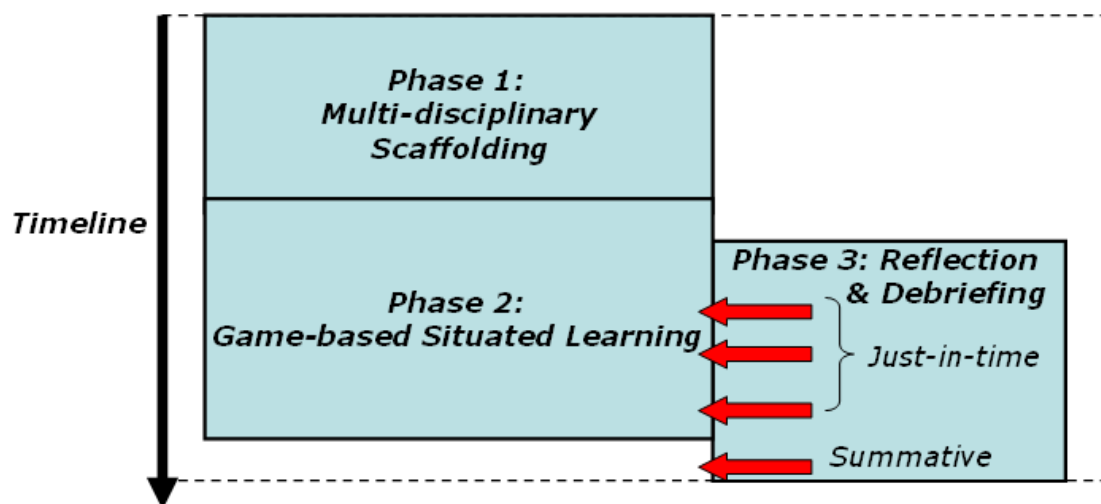 Phase 1:
Multi-disciplinary
Scaffolding
Timeline
Phase 2:
Game-based Situated Learning
Phase 3: Reflection
& Debriefing
Just-in-time
Summative